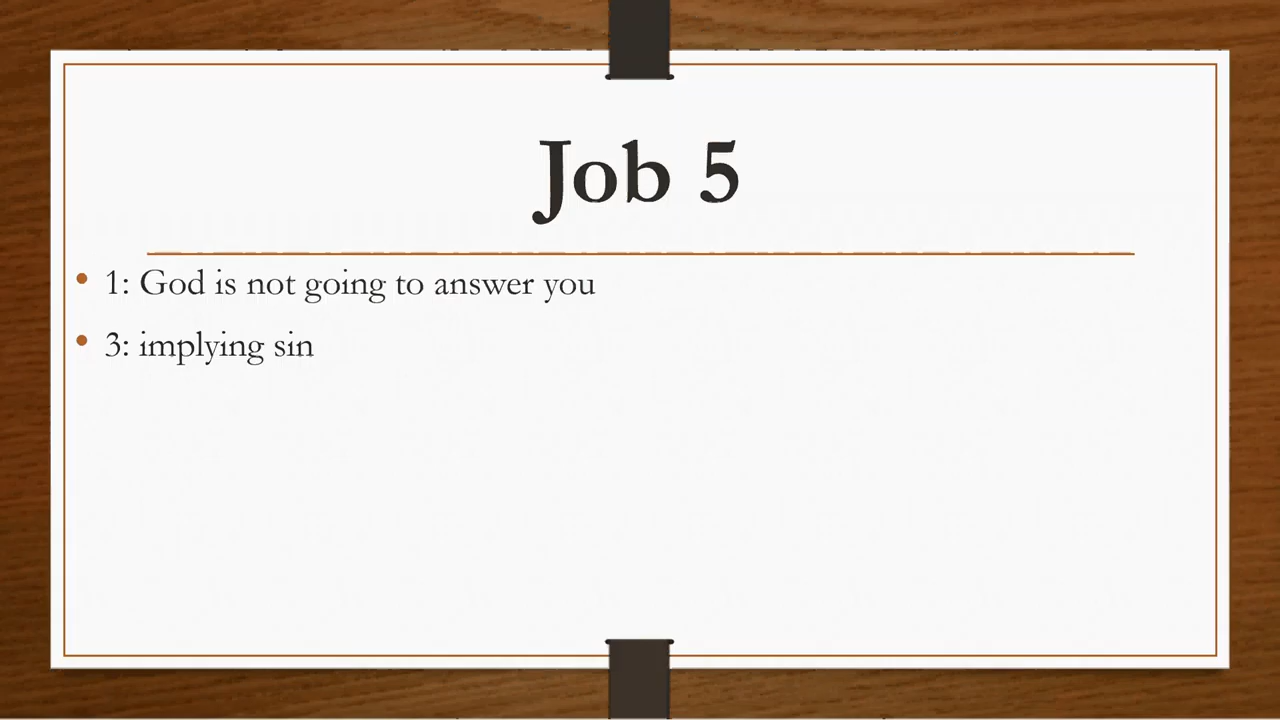 Job 5
• 1: God is not going to answer you
• 3: implying sin